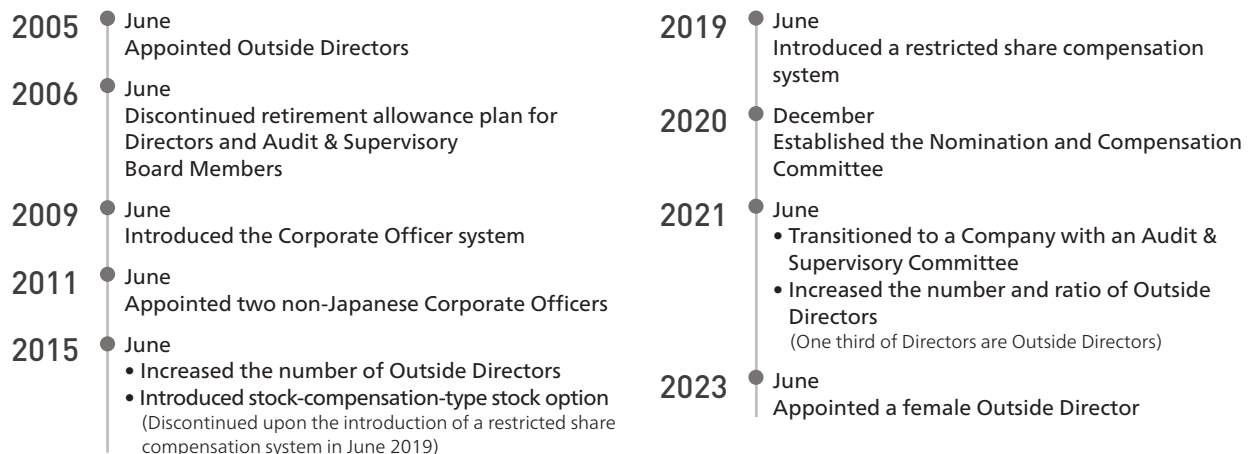 2005
June
Appointed Outside Directors
2006
June
Discontinued retirement allowance plan for
Directors and Audit & Supervisory
Board Members
2009
June
Introduced the Corporate Officer system
2011
June
Appointed two non-Japanese Corporate Officers
2015
June
• Increased the number of Outside Directors
• Introduced stock-compensation-type stock option
(Discontinued upon the introduction of a restricted share
compensation system in June 2019)
2019
June
Introduced a restricted share compensation
system
2020
December
Established the Nomination and Compensation
Committee
2021
June
• Transitioned to a Company with an Audit &
Supervisory Committee
• Increased the number and ratio of Outside
Directors
(One third of Directors are Outside Directors)
2023
June
Appointed a female Outside Director